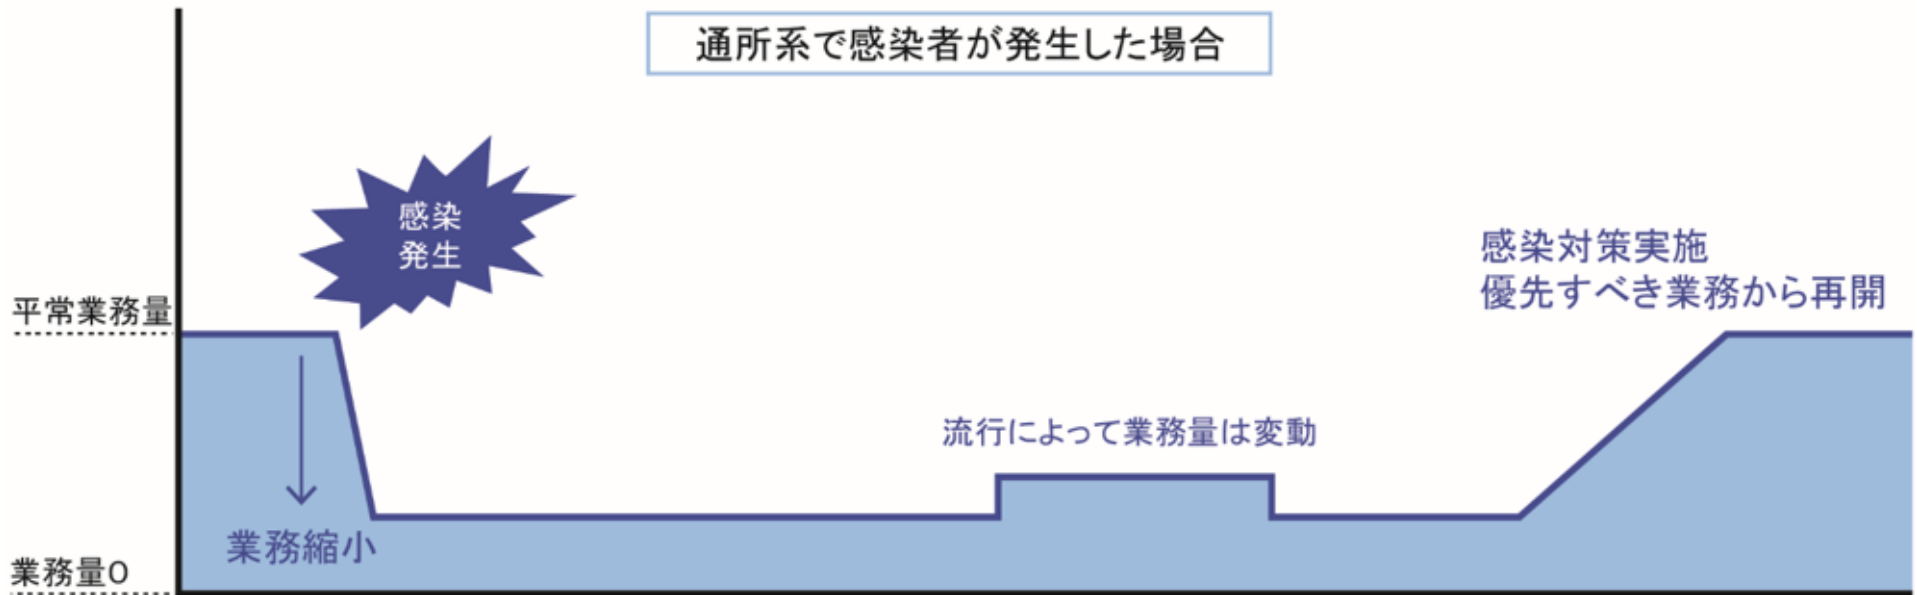 通所系で感染者が発生した場合
感染
発生
感染対策実施
優先すべき業務から再開
平常業務量
流行によって業務量は変動
業務縮小
業務量0